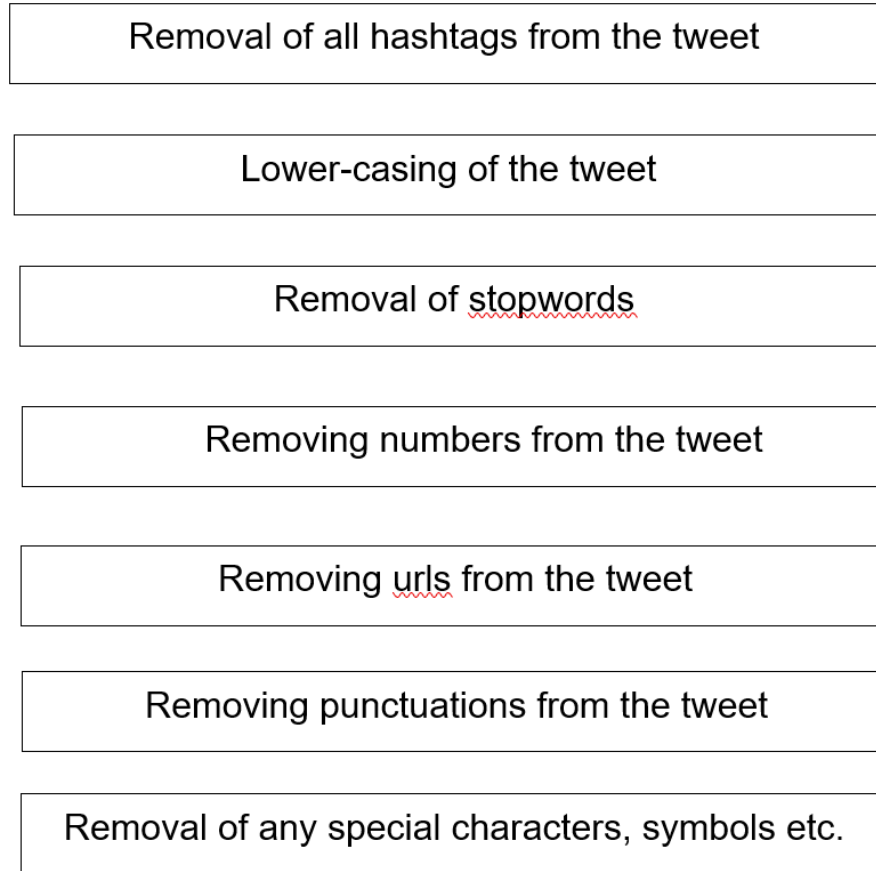 Removal of all hashtags from the tweet
Lower-casing of the tweet
Removal of stopwords
Removing numbers from the tweet
Removing urls from the tweet
Removing punctuations from the tweet
Removal of any special characters, symbols etc.